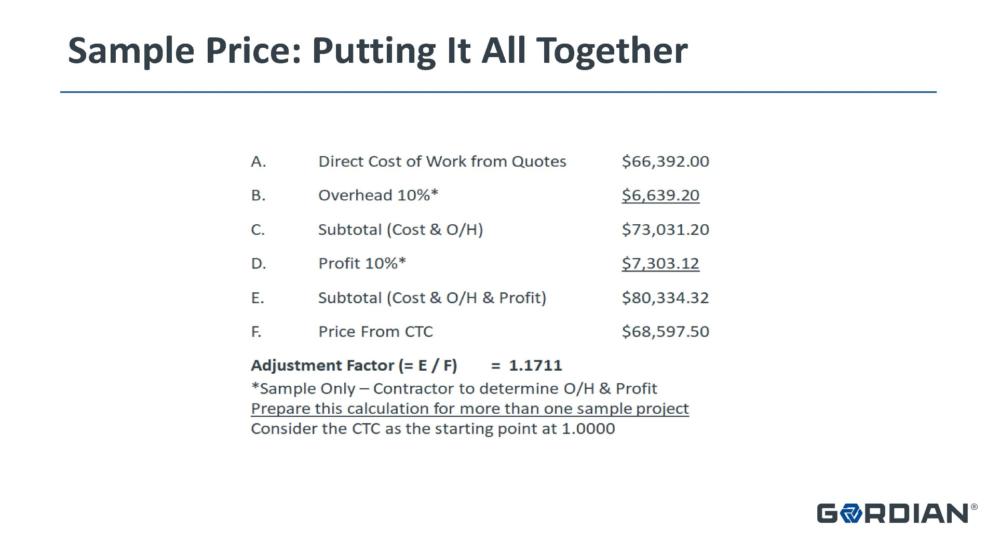 Sample Price: Putting It All Together
A. Direct Cost of Work from Quotes $66,392.00
B. Overhead 10%* $6,639.20
C. Subtotal (Cost & O/H) $73,031.20
D. Profit 10%* $7,303.12
E. Subtotal (Cost & O/H & Profit) $80,334.32
F. Price From CTC $68,597.50
Adjustment Factor (= E / F) = 1.1711
*Sample Only – Contractor to determine O/H & Profit
Prepare this calculation for more than one sample project
Consider the CTC as the starting point at 1.0000
GORDIAN®